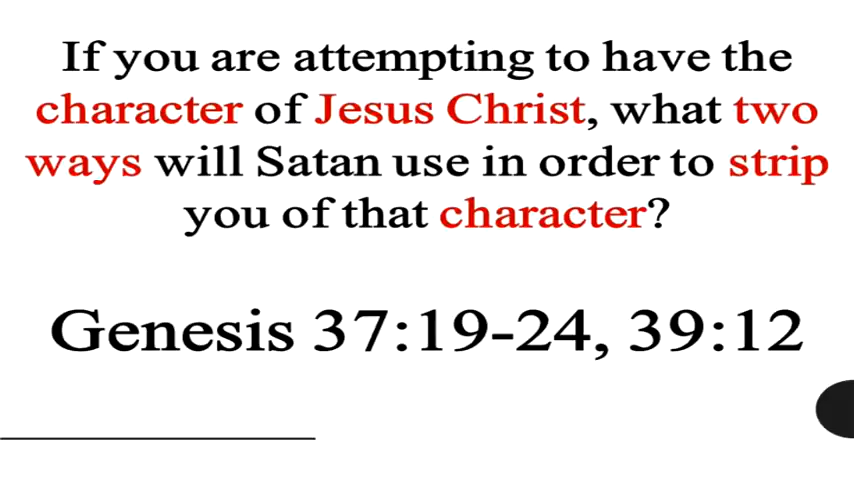 If you are attempting to have the
character of Jesus Christ, what two
ways will Satan use in order to strip
you of that character?
Genesis 37:19-24, 39:12